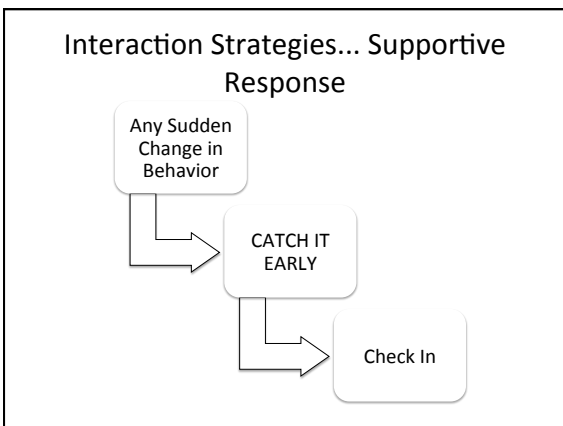 Interaction Strategies... Supportive
Response
Any Sudden
Change in
Behavior
CATCH IT
EARLY
Check In